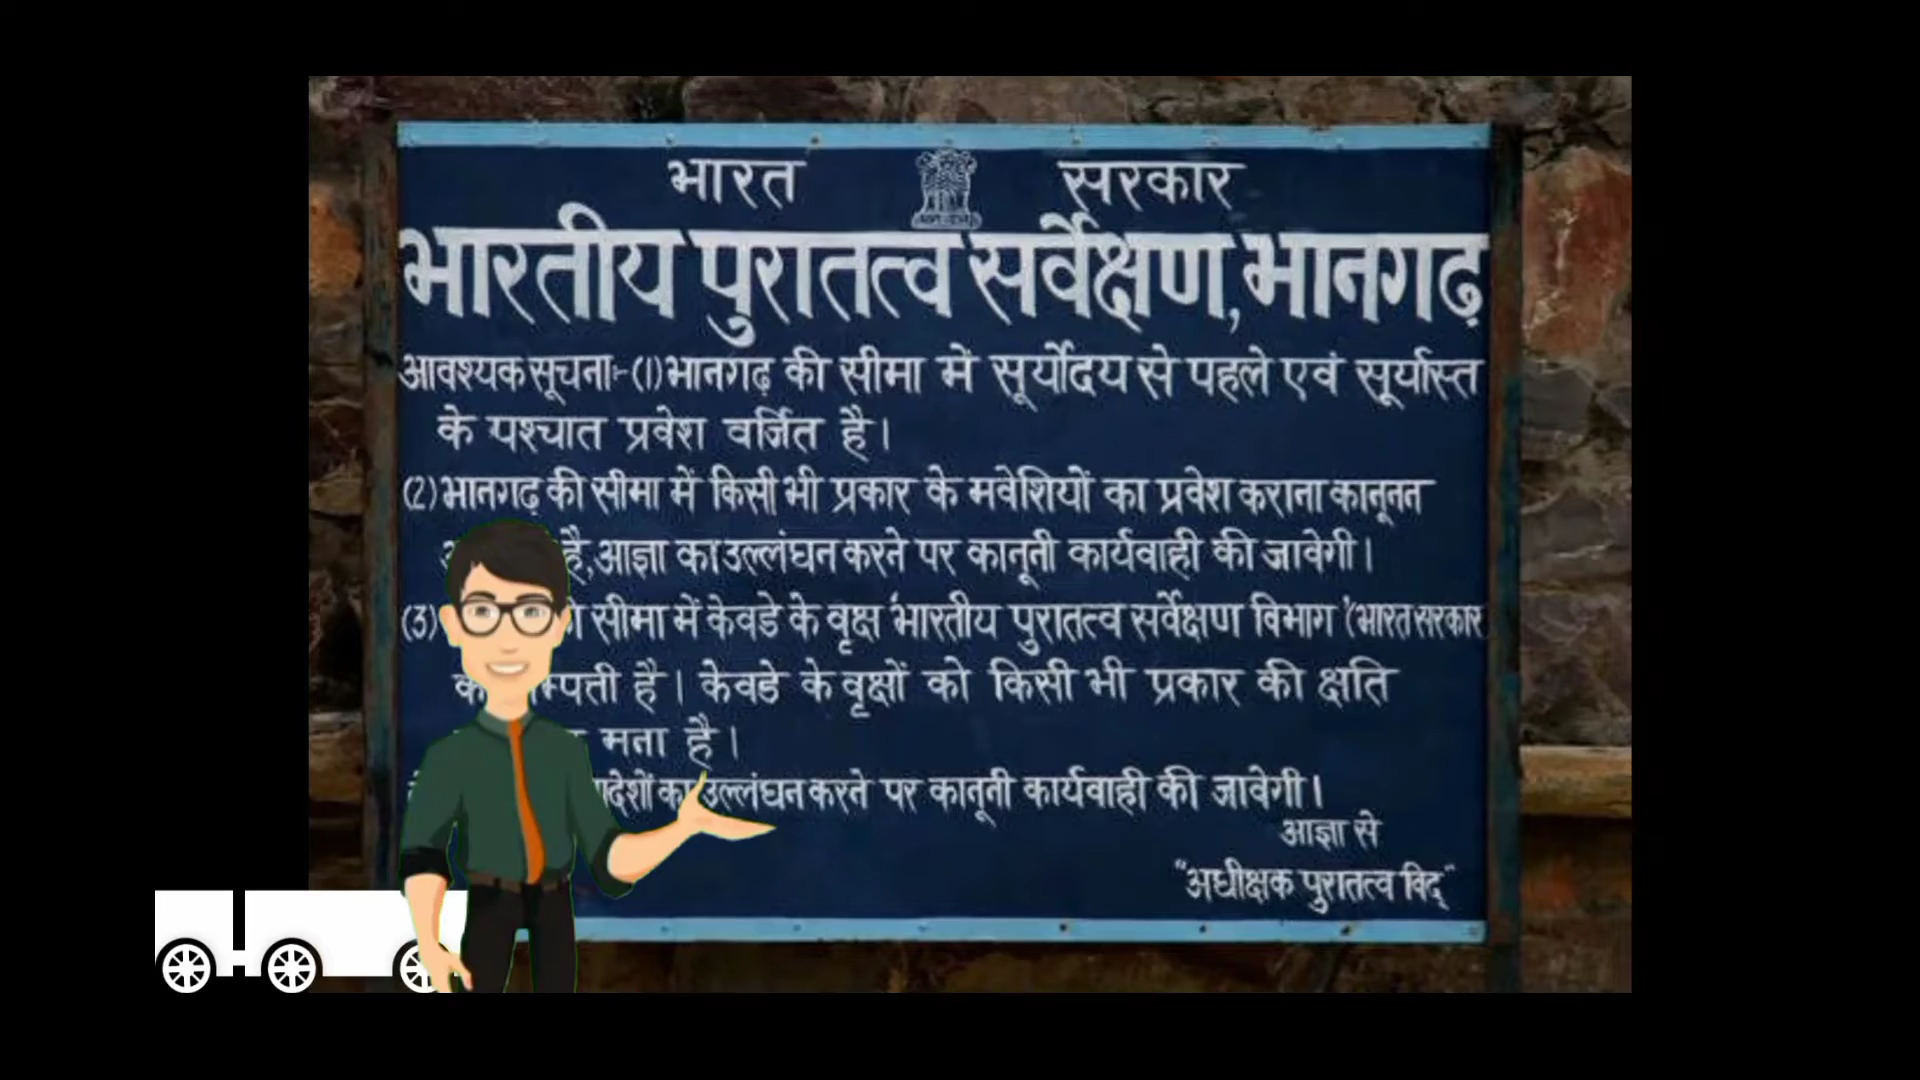 भारत सरकार
भारतीय पुरातत्व सर्वेक्षण, भानगढ़
आवश्यक सूचनाः-(1) भानगढ़ की सीमा में सूर्योदय से पहले एवं सूर्यास्त
के पश्चात प्रवेश वर्जित है।
(2) भानगढ़ की सीमा में किसी भी प्रकार के मवेशियों का प्रवेश कराना कानूनन
है, आज्ञा का उल्लंघन करने पर कानूनी कार्यवाही की जावेगी।
(3) सीमा में केवडे के वृक्ष 'भारतीय पुरातत्व सर्वेक्षण विभाग '(भारत सरकार
है। केवडे के वृक्षों को किसी भी प्रकार की क्षति
मना है।
का उल्लंघन करने पर कानूनी कार्यवाही की जावेगी।
आज्ञा से
"अधीक्षक पुरातत्व विद्"